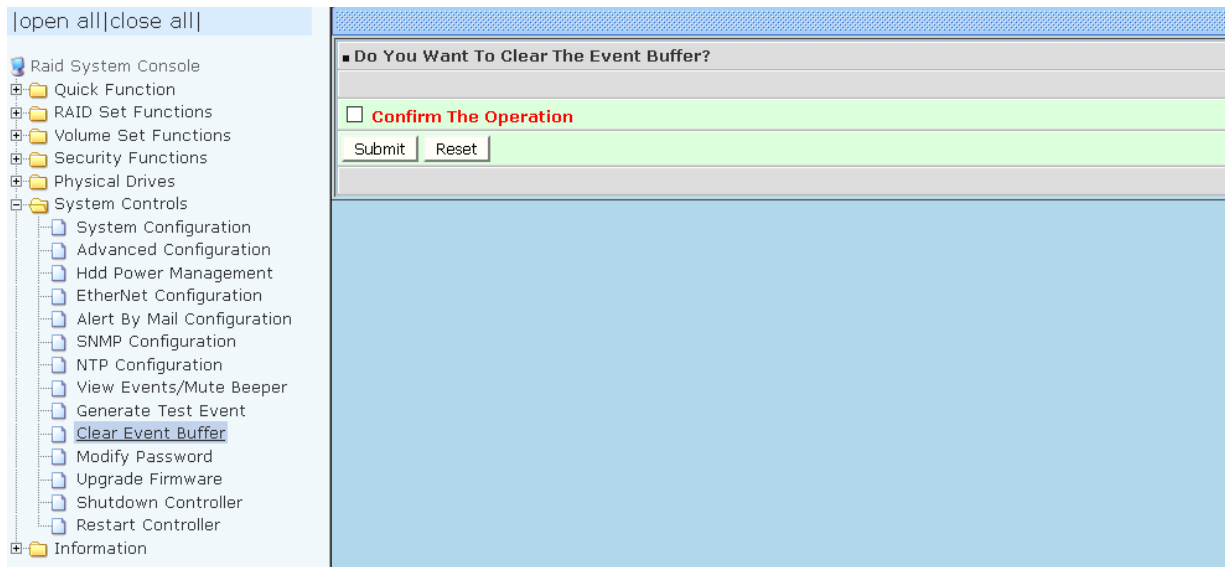 |open all|close all|
Raid System Console
Quick Function
RAID Set Functions
Volume Set Functions
Security Functions
Physical Drives
System Controls
System Configuration
Advanced Configuration
Hdd Power Management
EtherNet Configuration
Alert By Mail Configuration
SNMP Configuration
NTP Configuration
View Events/Mute Beeper
Generate Test Event
Clear Event Buffer
Modify Password
Upgrade Firmware
Shutdown Controller
Restart Controller
Information
Do You Want To Clear The Event Buffer?
Confirm The Operation
Submit Reset